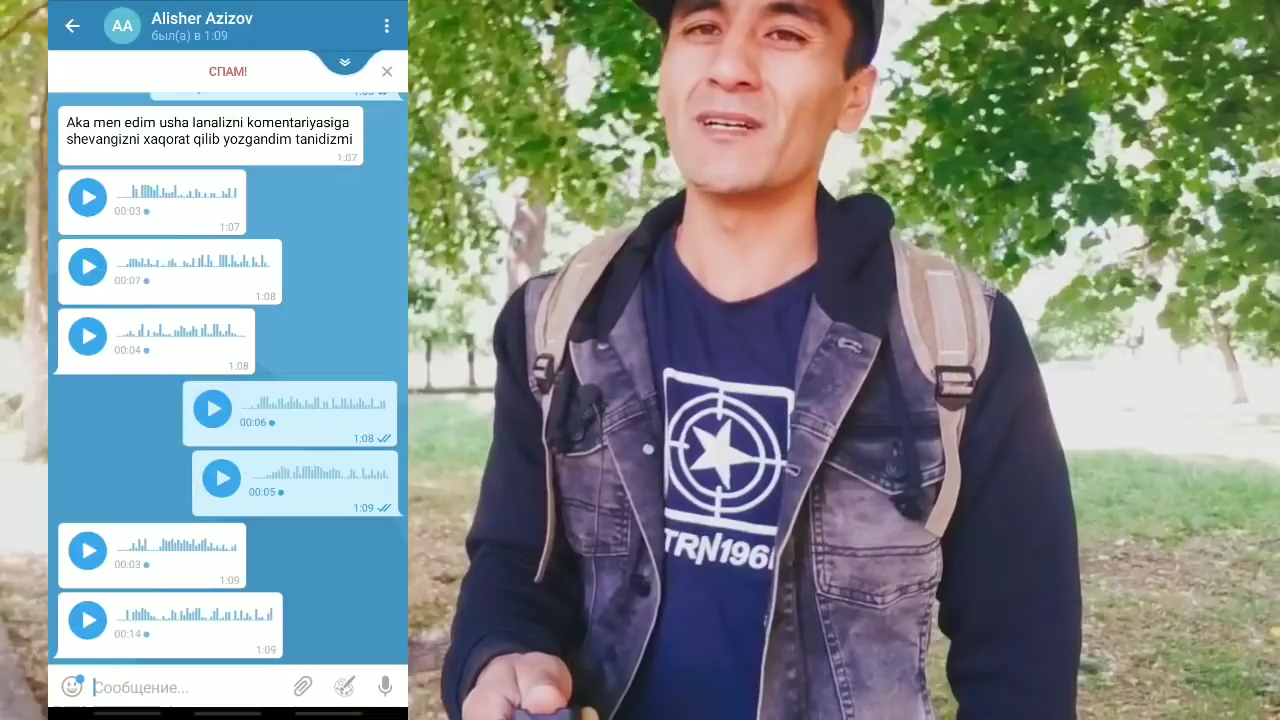 AA
Alisher Azizov
был(а) в 1:09
СПАМ!
Aka men edim usha lanalizni komentariyasiga
shevangizni xaqorat qilib yozgandim tanidizmi
1:07
00:03
1:07
00:07
1:08
00:04
1:08
00:06
1:08
00:05
1:09
00:03
1:09
00:14
1:09
Сообщение...